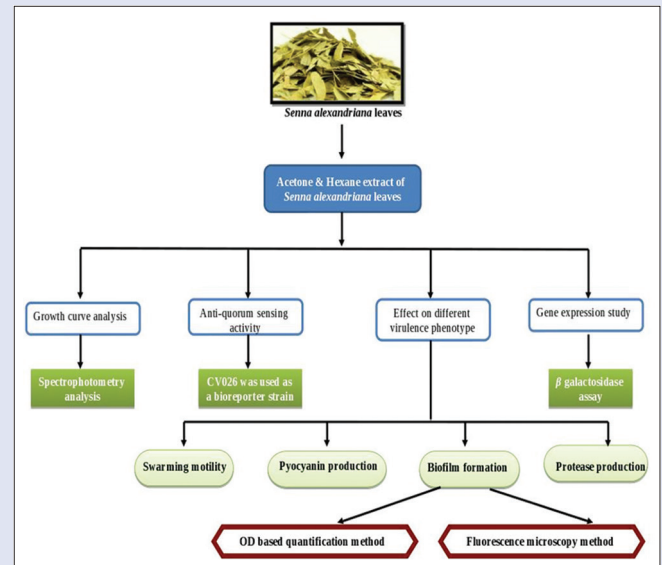 Senna alexandriana leaves
Acetone & Hexane extract of
Senna alexandriana leaves
Growth curve analysis
Anti-quorum sensing
activity
Effect on different
virulence phenotype
Gene expression study
Spectrophotometry
analysis
CV026 was used as
a bioreporter strain
β galactosidase
assay
Swarming motility
Pyocyanin production
Biofilm formation
Protease production
OD based quantification method
Fluorescence microscopy method